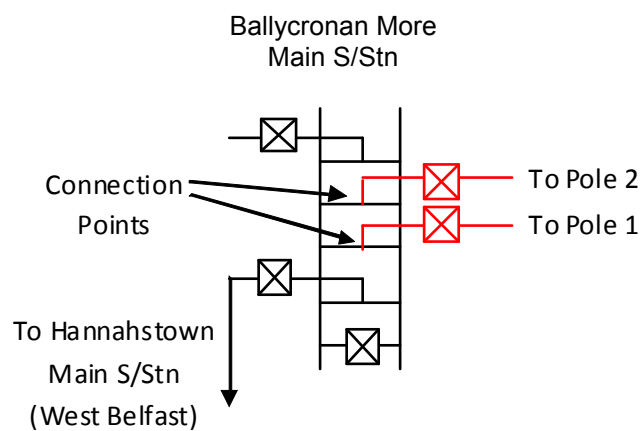 Ballycronan More
Main S/Stn
Connection
Points
To Pole 2
To Pole 1
To Hannahstown
Main S/Stn
(West Belfast)